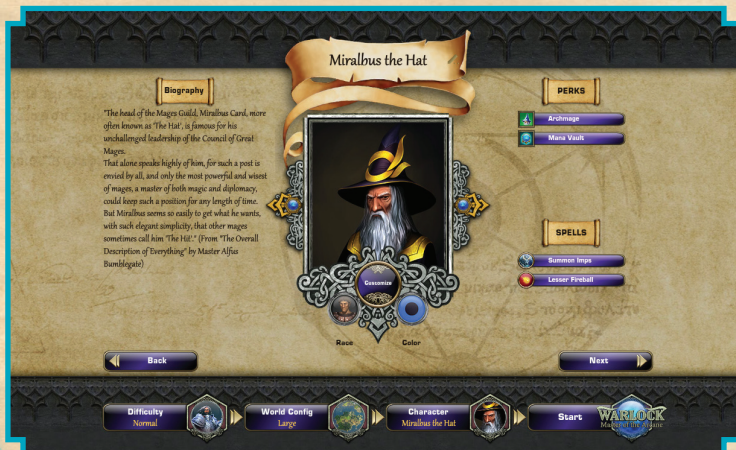 Miralbus the Hat
Biography
"The head of the Mages Guild, Miralbus Card, more
often known as 'The Hat', is famous for his
unchallenged leadership of the Council of Great
Mages.
That alone speaks highly of him, for such a post is
envied by all, and only the most powerful and wisest
of mages, a master of both magic and diplomacy,
could keep such a position for any length of time.
But Miralbus seems so easily to get what he wants,
with such elegant simplicity, that other mages
sometimes call him 'The Hit'." (From "The Overall
Description of Everything" by Master Alfus
Bumblegate)
PERKS
Archmage
Mana Vault
SPELLS
Summon Imps
Lesser Fireball
Customize
Race
Color
Back
Next
Difficulty
Normal
World Config
Large
Character
Miralbus the Hat
Start
WARLOCK
Master of the Arcane